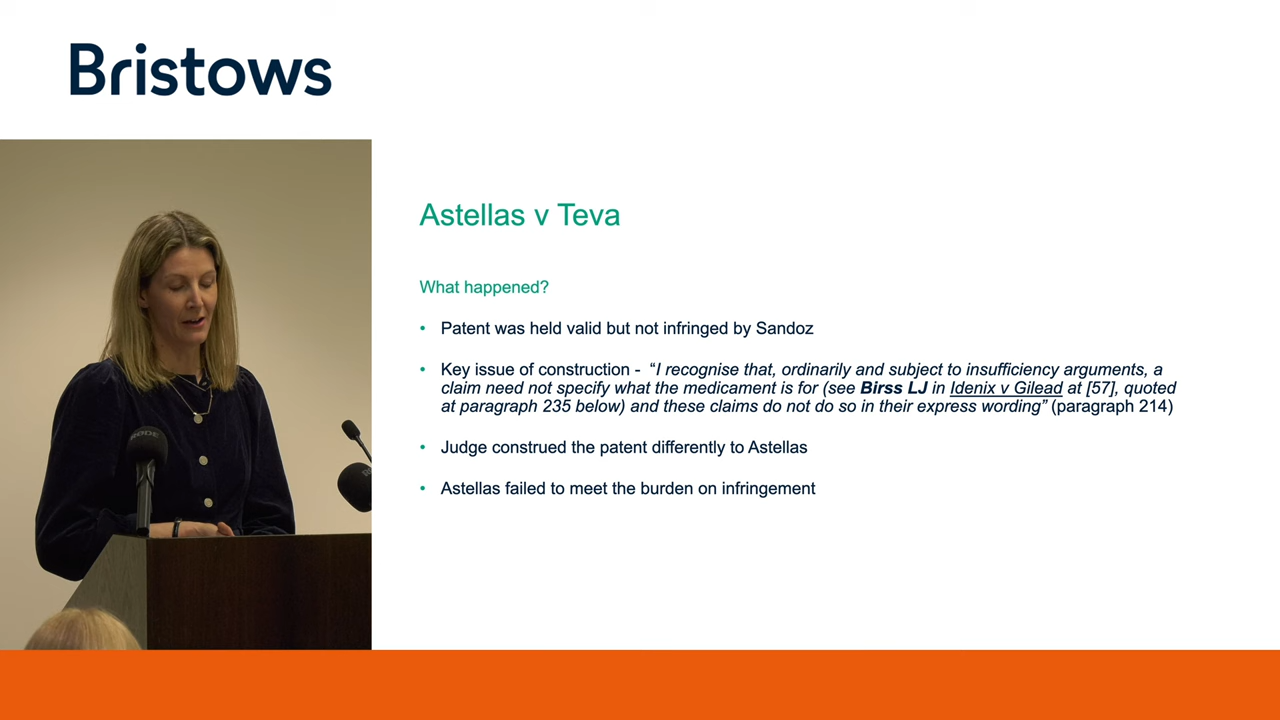 Bristows
Astellas v Teva
What happened?
• Patent was held valid but not infringed by Sandoz
• Key issue of construction - “I recognise that, ordinarily and subject to insufficiency arguments, a
claim need not specify what the medicament is for (see Birss LJ in Idenix v Gilead at [57], quoted
at paragraph 235 below) and these claims do not do so in their express wording” (paragraph 214)
• Judge construed the patent differently to Astellas
• Astellas failed to meet the burden on infringement
RODE